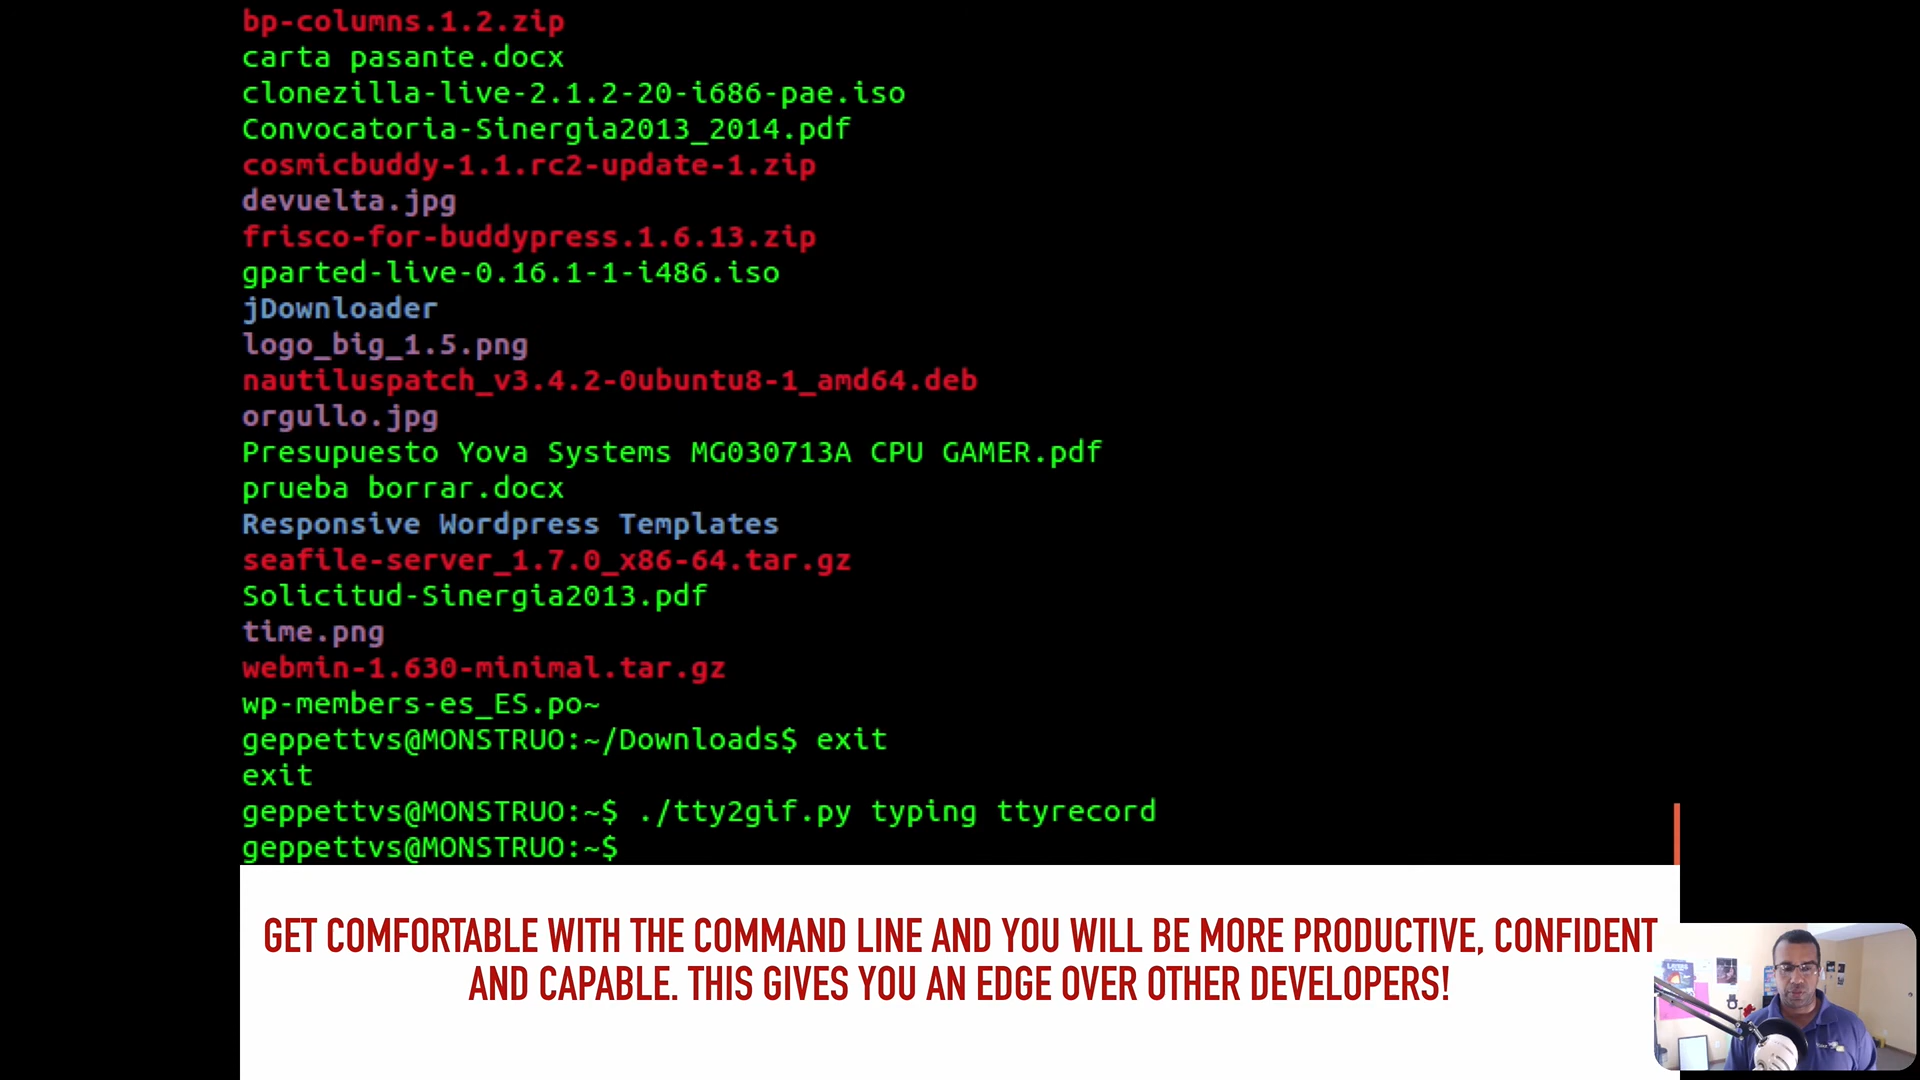 bp-columns.1.2.zip
carta pasante.docx
clonezilla-live-2.1.2-20-i686-pae.iso
Convocatoria-Sinergia2013_2014.pdf
cosmicbuddy-1.1.rc2-update-1.zip
devuelta.jpg
frisco-for-buddypress.1.6.13.zip
gparted-live-0.16.1-1-i486.iso
jDownloader
logo_big_1.5.png
nautiluspatch_v3.4.2-0ubuntu8-1_amd64.deb
orgullo.jpg
Presupuesto Yova Systems MG030713A CPU GAMER.pdf
prueba borrar.docx
Responsive Wordpress Templates
seafile-server_1.7.0_x86-64.tar.gz
Solicitud-Sinergia2013.pdf
time.png
webmin-1.630-minimal.tar.gz
wp-members-es_ES.po~
geppettvs@MONSTRUO:~/Downloads$ exit
exit
geppettvs@MONSTRUO:~$ ./tty2gif.py typing ttyrecord
geppettvs@MONSTRUO:~$
GET COMFORTABLE WITH THE COMMAND LINE AND YOU WILL BE MORE PRODUCTIVE, CONFIDENT
AND CAPABLE. THIS GIVES YOU AN EDGE OVER OTHER DEVELOPERS!